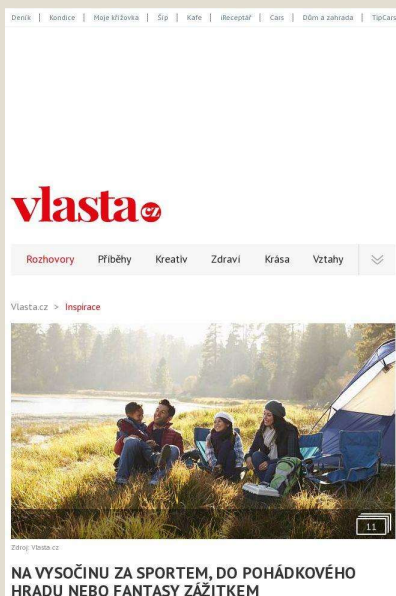 Deník | Kondice | Moje křížovka | Šíp | Kafe | iReceptář | Cars | Dům a zahrada | TipCars
vlasta cz
Rozhovory Příběhy Kreativ Zdraví Krása Vztahy
Vlasta.cz > Inspirace
11
Zdroj: Vlasta.cz
NA VYSOČINU ZA SPORTEM, DO POHÁDKOVÉHO
HRADU NEBO FANTASY ZÁŽITKEM